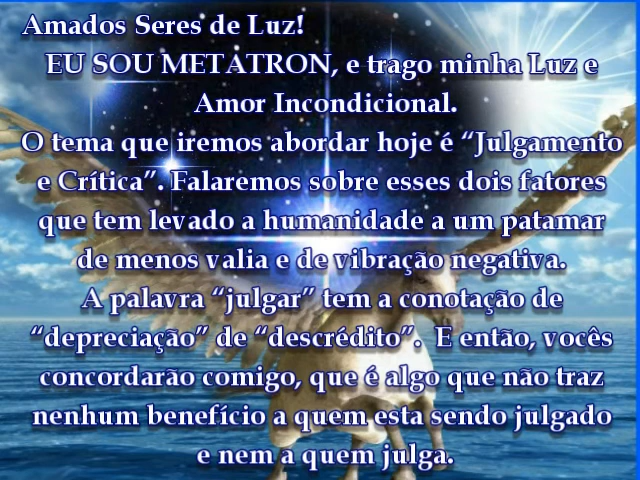 Amados Seres de Luz!
EU SOU METATRON, e trago minha Luz e
Amor Incondicional.
O tema que iremos abordar hoje é “Julgamento
e Crítica”. Falaremos sobre esses dois fatores
que tem levado a humanidade a um patamar
de menos valia e de vibração negativa.
A palavra “julgar” tem a conotação de
“depreciação” de “descrédito”.  E então, vocês
concordarão comigo, que é algo que não traz
nenhum benefício a quem esta sendo julgado
e nem a quem julga.